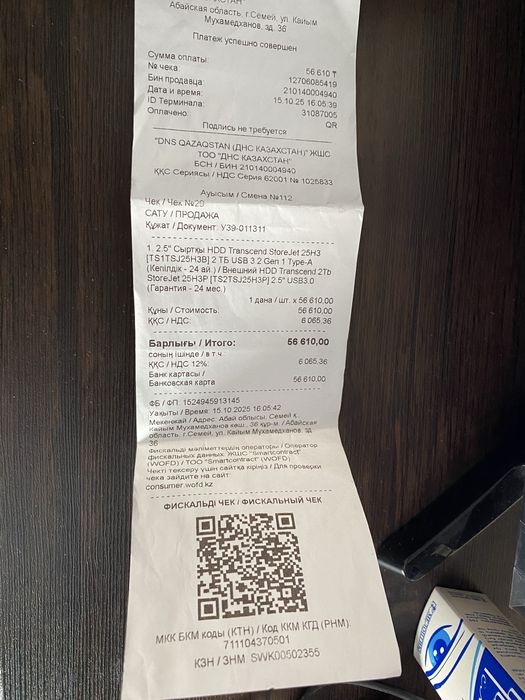 Абайская область, г.Семей, ул. Кайым
Мухамедханов, зд. 36
Платеж успешно совершен
Сумма оплаты: 56 610 ₸
№ чека: 12706085419
Бин продавца: 210140004940
Дата и время: 15.10.25 16:05:39
ID Терминала: 31087005
Оплачено: QR
Подпись не требуется
"DNS QAZAQSTAN (ДНС КАЗАХСТАН)" ЖШС
ТОО "ДНС КАЗАХСТАН"
БСН / БИН 210140004940
ҚҚС Сериясы / НДС Серия 62001 № 1025833
Ауысым / Смена №112
Чек / Чек №29
САТУ / ПРОДАЖА
Құжат / Документ: УЗ9-011311
1. 2.5" Сыртқы HDD Transcend StoreJet 25H3
[TS1TSJ25H3B] 2 ТБ USB 3.2 Gen 1 Type-A
(Кепілдік - 24 ай.) / Внешний HDD Transcend 2Tb
StoreJet 25H3P [TS2TSJ25H3P] 2.5" USB3.0
(Гарантия - 24 мес.)
1 дана / шт. x 56 610,00
Құны / Стоимость: 56 610,00
ҚҚС / НДС: 6 065,36
Барлығы / Итого: 56 610,00
соның ішінде / в т.ч.
ҚҚС / НДС 12%: 6 065,36
Банк картасы /
Банковская карта 56 610,00
ФБ / ФП: 1524945913145
Уақыты / Время: 15.10.2025 16:05:42
Мекенжай / Адрес: Абай облысы, Семей қ.,
Кайым Мухамедханов көш., 36 құр-м. / Абайская
область, г.Семей, ул. Кайым Мухамедханов, зд.
36
Фискальді мәліметтердің операторы / Оператор
фискальных данных: ЖШС "Smartcontract"
(WOFD) / ТОО "Smartcontract" (WOFD)
Чекті тексеру үшін сайтқа кіріңіз / Для проверки
чека зайдите на сайт:
consumer.wofd.kz
ФИСКАЛЬДІ ЧЕК / ФИСКАЛЬНЫЙ ЧЕК
МКК БКМ коды (КТН) / Код ККМ КГД (РНМ):
711104370501
КЗН / ЗНМ: SWK00502355